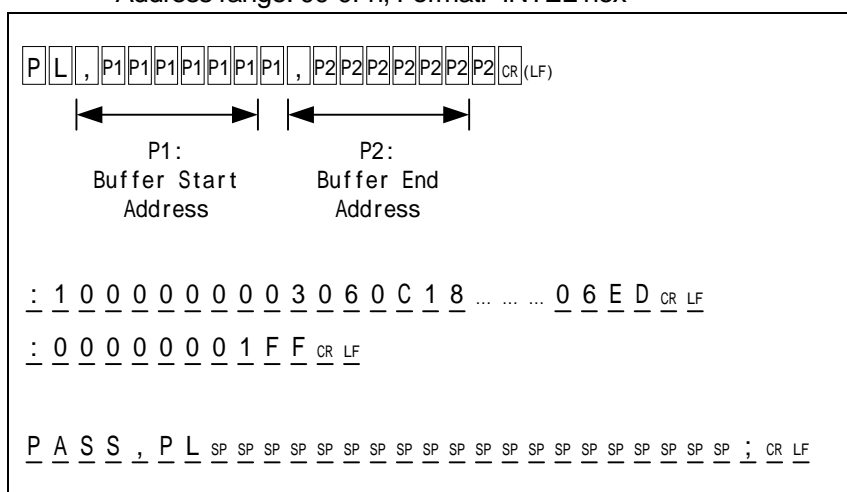 Address range: Format: INTEL hex
P L , P1 P1 P1 P1 P1 P1 P1 , P2 P2 P2 P2 P2 P2 P2 CR (LF)
P1: P2:
Buffer Start Buffer End
Address Address
: 1 0 0 0 0 0 0 0 0 3 0 6 0 C 1 8 ... ... ... 0 6 E D CR LF
: 0 0 0 0 0 0 0 1 F F CR LF
P A S S , P L SP SP SP SP SP SP SP SP SP SP SP SP SP SP SP SP SP SP SP SP ; CR LF